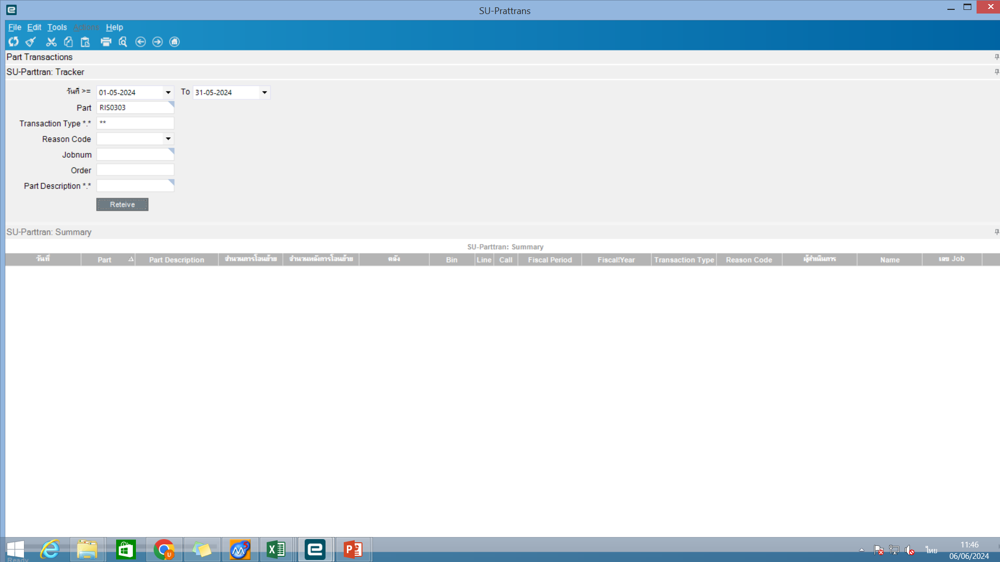 SU-Prattrans
File Edit Tools Actions Help
Part Transactions
SU-Parttran: Tracker
วันที่ >= 01-05-2024 To 31-05-2024
Part RIS0303
Transaction Type *.* **
Reason Code
Jobnum
Order
Part Description *.*
Reteive
SU-Parttran: Summary
SU-Parttran: Summary
วันที่ Part Part Description จำนวนการโอนย้าย จำนวนหลังการโอนย้าย คลัง Bin Line Call Fiscal Period Fiscal!Year Transaction Type Reason Code ผู้ดำเนินการ Name เลข Job
Ready
ไทย
11:46
06/06/2024